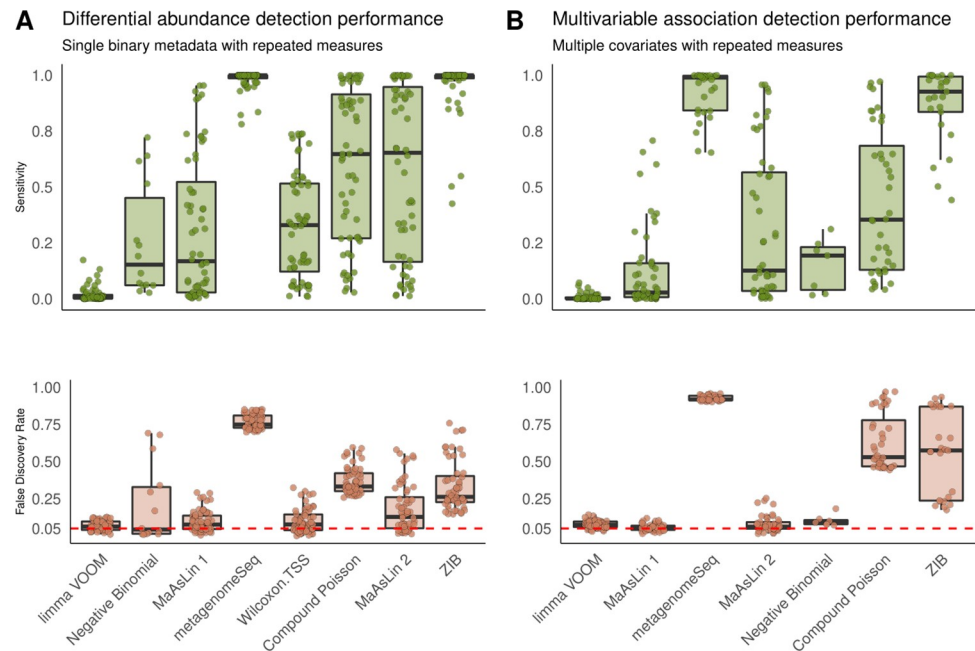 A Differential abundance detection performance
Single binary metadata with repeated measures
Sensitivity
1.0
0.8
0.5
0.2
0.0
False Discovery Rate
1.00
0.75
0.50
0.25
0.05
limma VOOM
Negative Binomial
MaAsLin 1
metagenomeSeq
Wilcoxon.TSS
Compound Poisson
MaAsLin 2
ZIB
B Multivariable association detection performance
Multiple covariates with repeated measures
Sensitivity
1.0
0.8
0.5
0.2
0.0
False Discovery Rate
1.00
0.75
0.50
0.25
0.05
limma VOOM
MaAsLin 1
metagenomeSeq
MaAsLin 2
Negative Binomial
Compound Poisson
ZIB